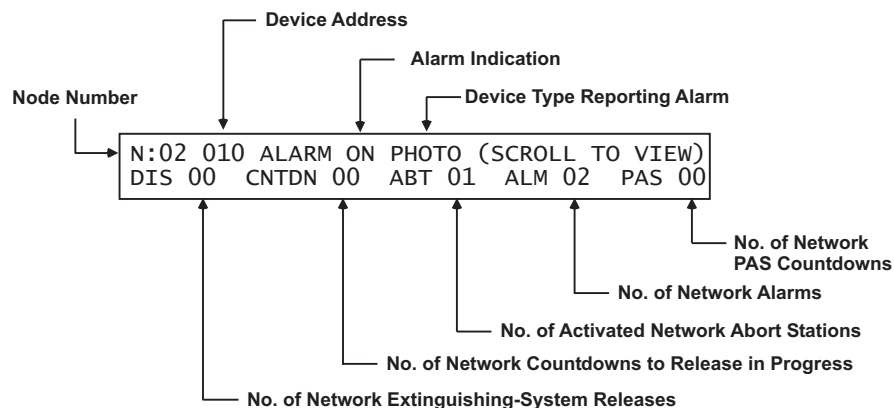 Device Address
Alarm Indication
Node Number
Device Type Reporting Alarm
N:02 010 ALARM ON PHOTO (SCROLL TO VIEW)
DIS 00 CNTDN 00 ABT 01 ALM 02 PAS 00
No. of Network
PAS Countdowns
No. of Network Alarms
No. of Activated Network Abort Stations
No. of Network Countdowns to Release in Progress
No. of Network Extinguishing-System Releases